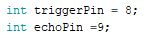 int triggerPin = 8;
int echoPin =9;